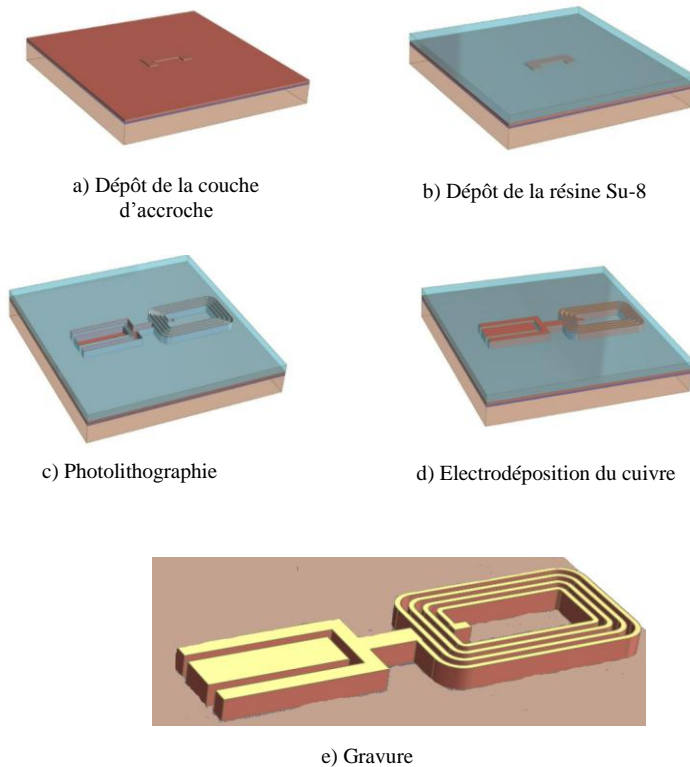 a) Dépôt de la couche
d’accroche
b) Dépôt de la résine Su-8
c) Photolithographie
d) Electrodéposition du cuivre
e) Gravure